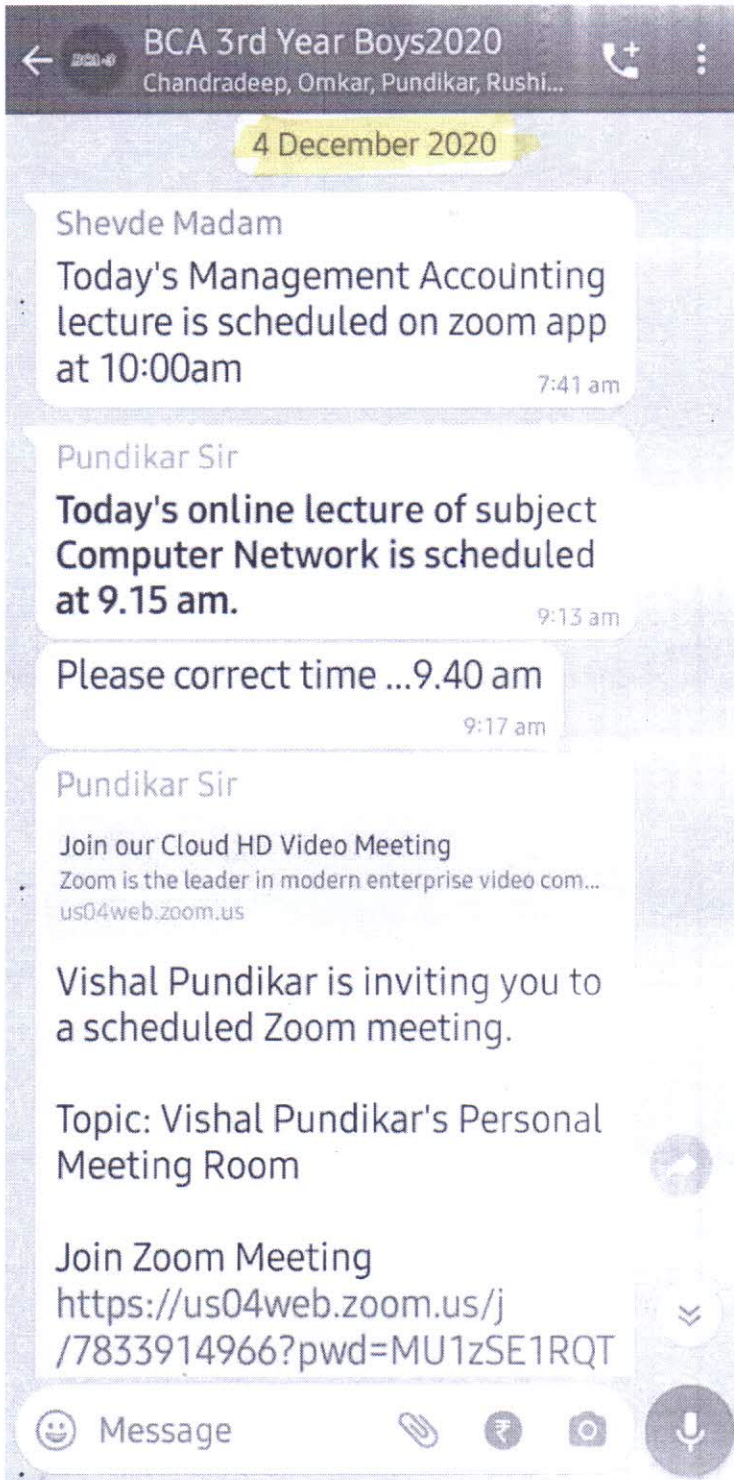 BCA-3
BCA 3rd Year Boys2020
Chandradeep, Omkar, Pundikar, Rushi...
4 December 2020
Shevde Madam
Today's Management Accounting
lecture is scheduled on zoom app
at 10:00am
7:41 am
Pundikar Sir
Today's online lecture of subject
Computer Network is scheduled
at 9.15 am.
9:13 am
Please correct time ...9.40 am
9:17 am
Pundikar Sir
Join our Cloud HD Video Meeting
Zoom is the leader in modern enterprise video com...
us04web.zoom.us
Vishal Pundikar is inviting you to
a scheduled Zoom meeting.
Topic: Vishal Pundikar's Personal
Meeting Room
Join Zoom Meeting
https://us04web.zoom.us/j
/7833914966?pwd=MU1zSE1RQT
Message